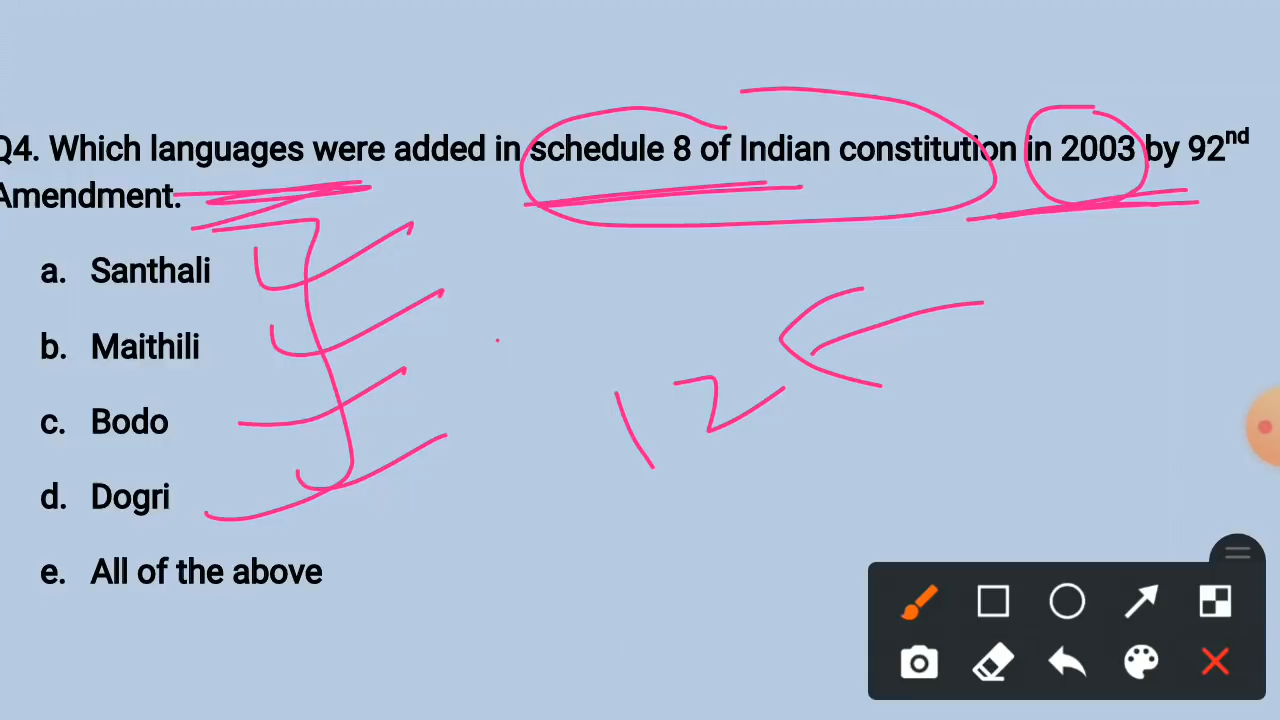 Q4. Which languages were added in schedule 8 of Indian constitution in 2003 by 92nd
Amendment.
a. Santhali
b. Maithili
c. Bodo
d. Dogri
e. All of the above
12